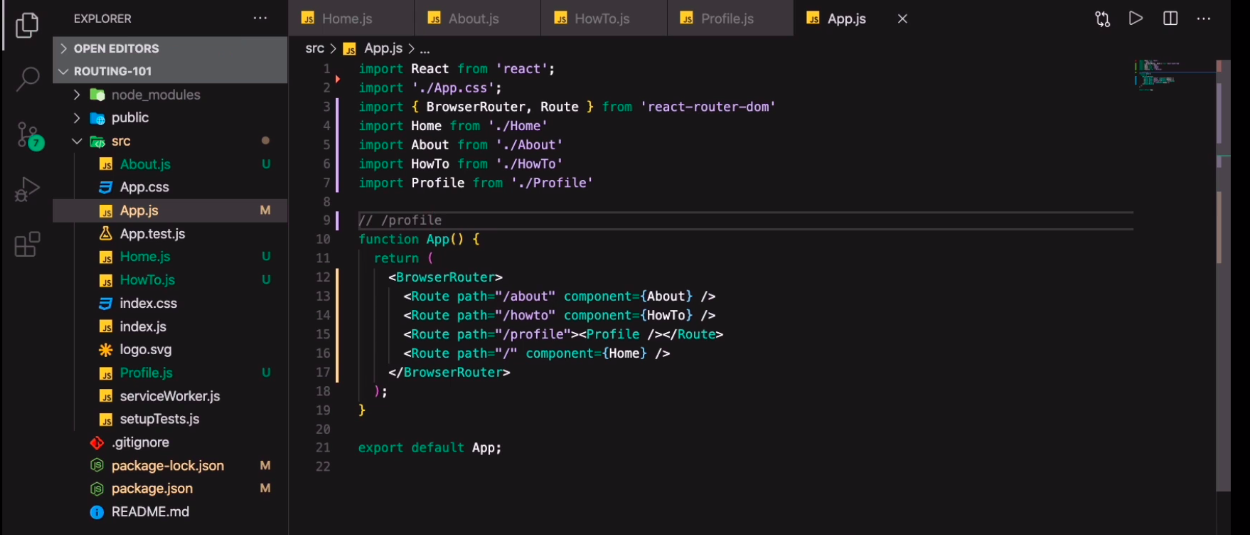 EXPLORER
OPEN EDITORS
ROUTING-101
node_modules
public
src
About.js U
App.css
App.js M
App.test.js
Home.js U
HowTo.js U
index.css
index.js
logo.svg
Profile.js U
serviceWorker.js
setupTests.js
.gitignore
package-lock.json M
package.json M
README.md
7
JS Home.js JS About.js JS HowTo.js JS Profile.js JS App.js
src > JS App.js > ...
1 import React from 'react';
2 import './App.css';
3 import { BrowserRouter, Route } from 'react-router-dom'
4 import Home from './Home'
5 import About from './About'
6 import HowTo from './HowTo'
7 import Profile from './Profile'
8
9 // /profile
10 function App() {
11 return (
12 <BrowserRouter>
13 <Route path="/about" component={About} />
14 <Route path="/howto" component={HowTo} />
15 <Route path="/profile"><Profile /></Route>
16 <Route path="/" component={Home} />
17 </BrowserRouter>
18 );
19 }
20
21 export default App;
22